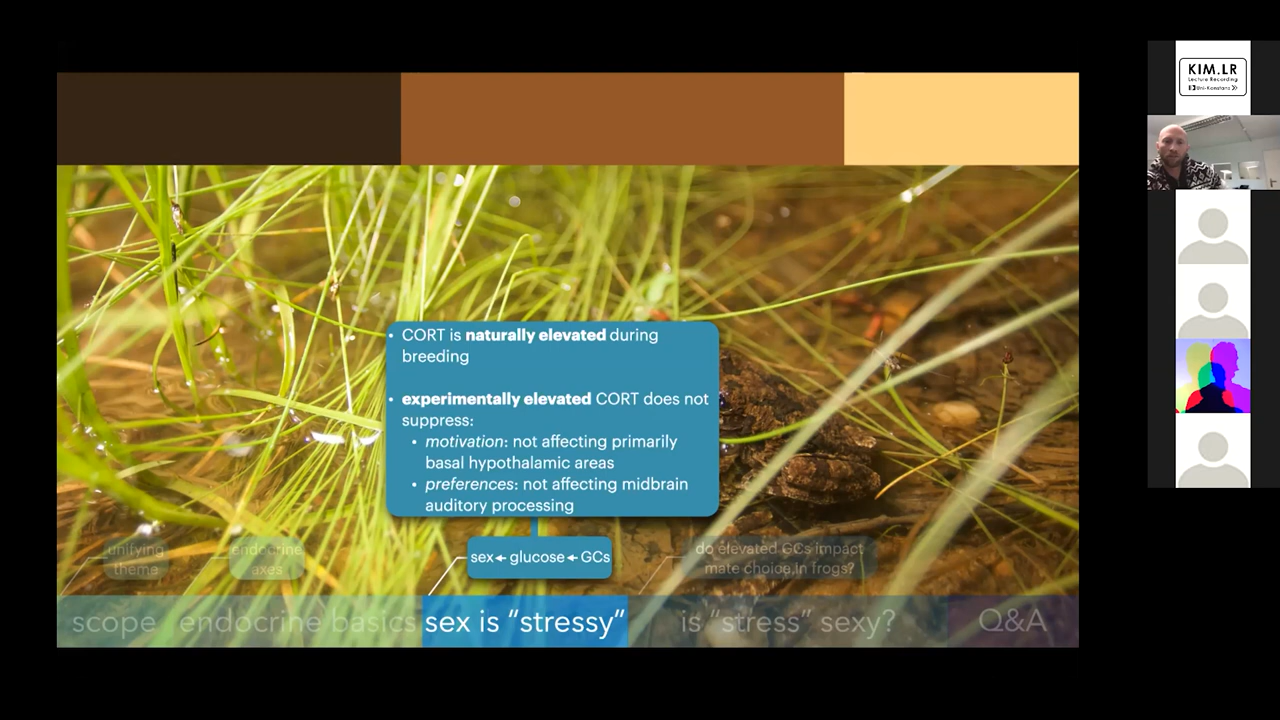 KIM.LR
Lecture Recording
Uni-Konstanz
• CORT is naturally elevated during
breeding
• experimentally elevated CORT does not
suppress:
• motivation: not affecting primarily
basal hypothalamic areas
• preferences: not affecting midbrain
auditory processing
unifying
theme
endocrine
axes
sex←glucose←GCs
do elevated GCs impact
mate choice in frogs?
scope
endocrine basics
sex is "stressy"
is "stress" sexy?
Q&A